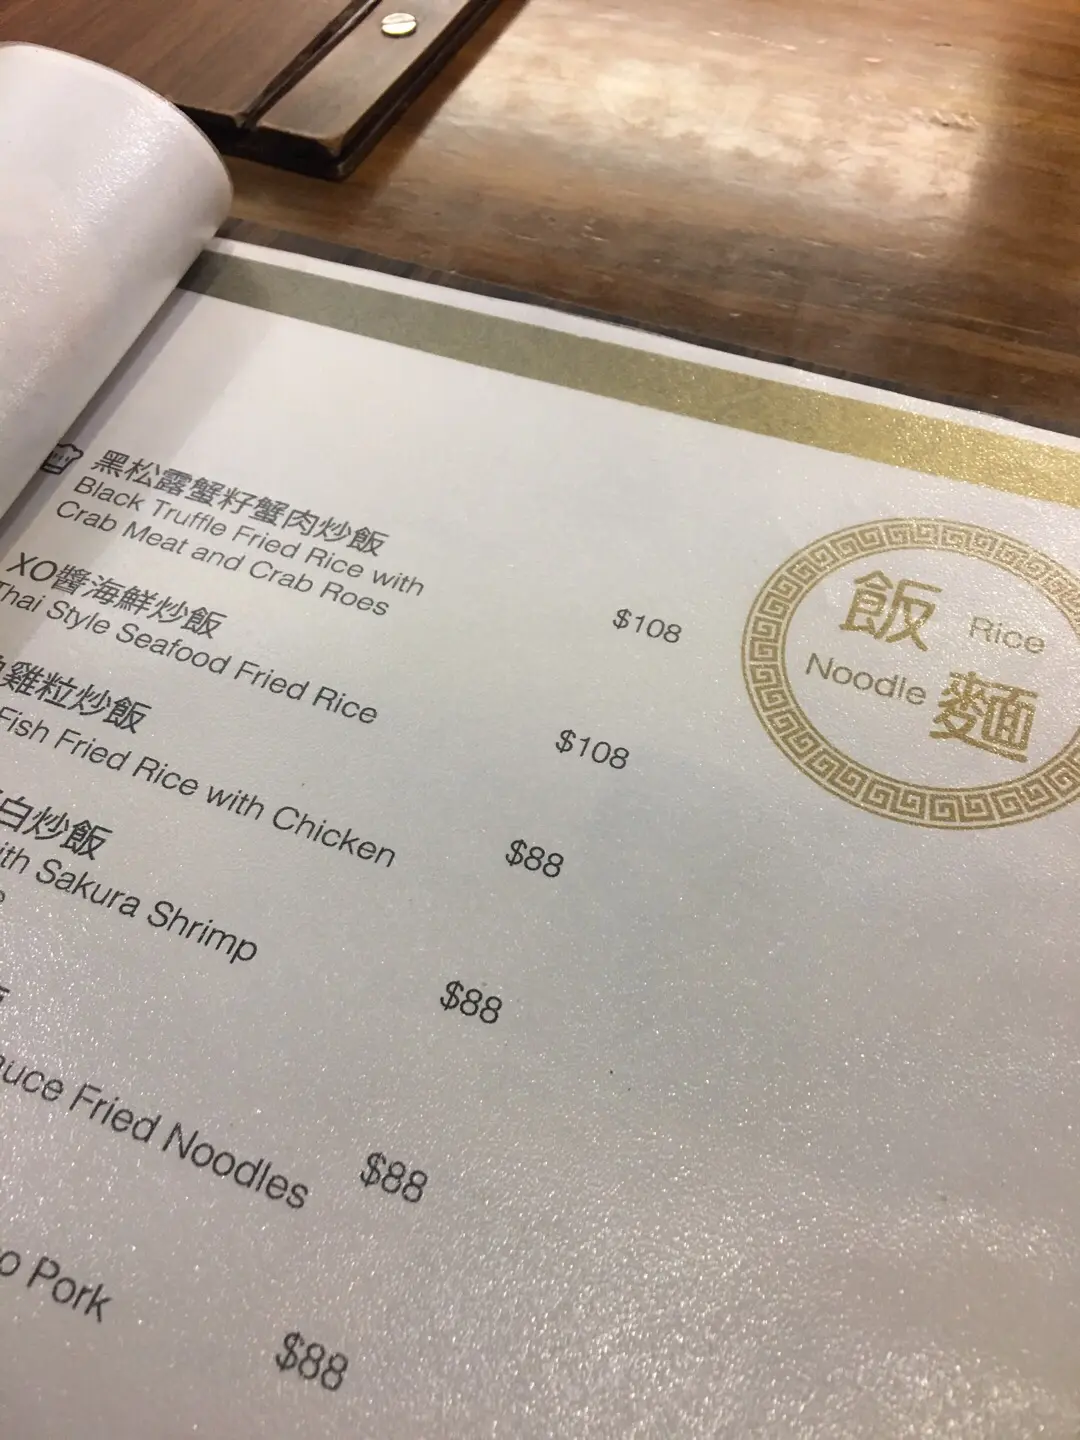 黑松露蟹籽蟹肉炒飯
Black Truffle Fried Rice with
Crab Meat and Crab Roes
$108
XO醬海鮮炒飯
Thai Style Seafood Fried Rice
$108
雞粒炒飯
Fish Fried Rice with Chicken
$88
白炒飯
Sakura Shrimp
$88
Fried Noodles
$88
Pork
$88
飯 Rice
Noodle 麵